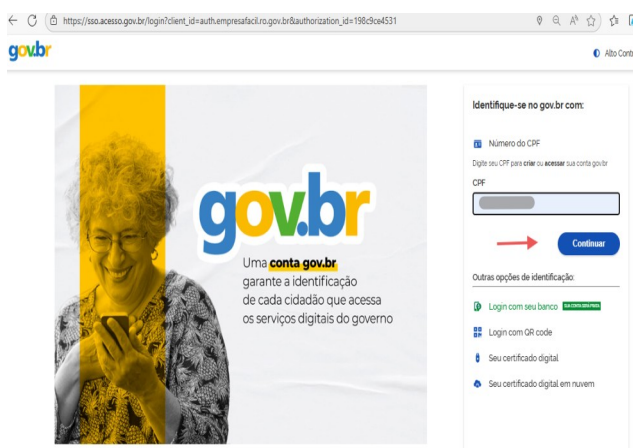 https://sso.acesso.gov.br/login?client_id=auth.empresafacil.ro.gov.br&authorization_id=198c9ce4531
gov.br
Alto Cont
gov.br
Uma conta gov.br
garante a identificação
de cada cidadão que acessa
os serviços digitais do governo
Identifique-se no gov.br com:
Número do CPF
Digite seu CPF para criar ou acessar sua conta gov.br
CPF
Continuar
Outras opções de identificação:
Login com seu banco SUA CONTA SERÁ PRATA
Login com QR code
Seu certificado digital
Seu certificado digital em nuvem